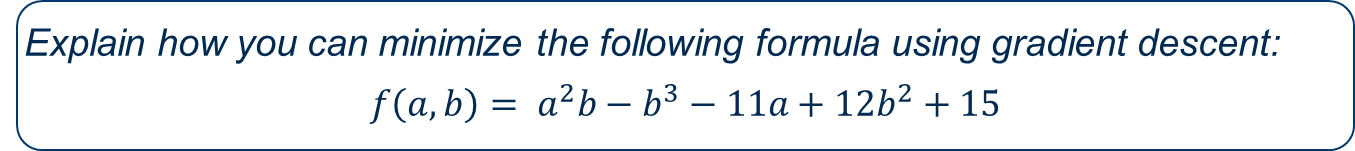 Explain how you can minimize the following formula using gradient descent:
𝑓(𝑎, 𝑏) = 𝑎²𝑏 − 𝑏³ − 11𝑎 + 12𝑏² + 15